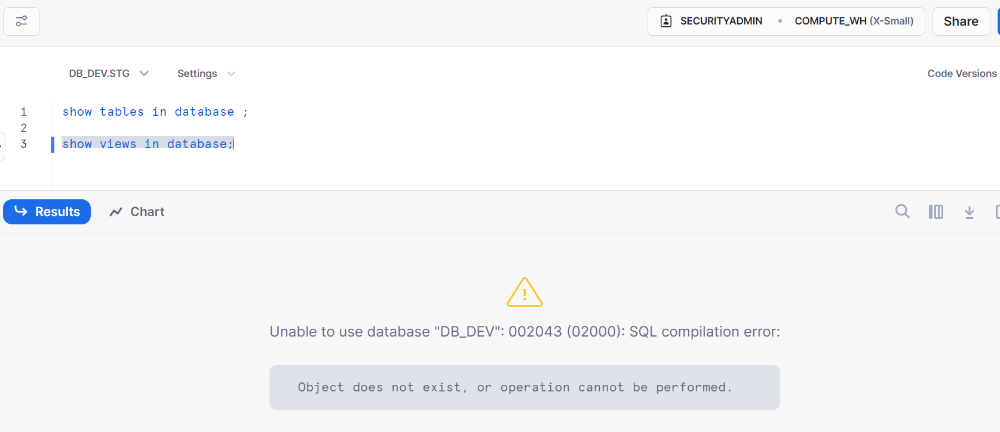 SECURITYADMIN • COMPUTE_WH (X-Small) Share
DB_DEV.STG Settings Code Versions
1 show tables in database ;
2
3 show views in database;
Results Chart
Unable to use database "DB_DEV": 002043 (02000): SQL compilation error:
Object does not exist, or operation cannot be performed.